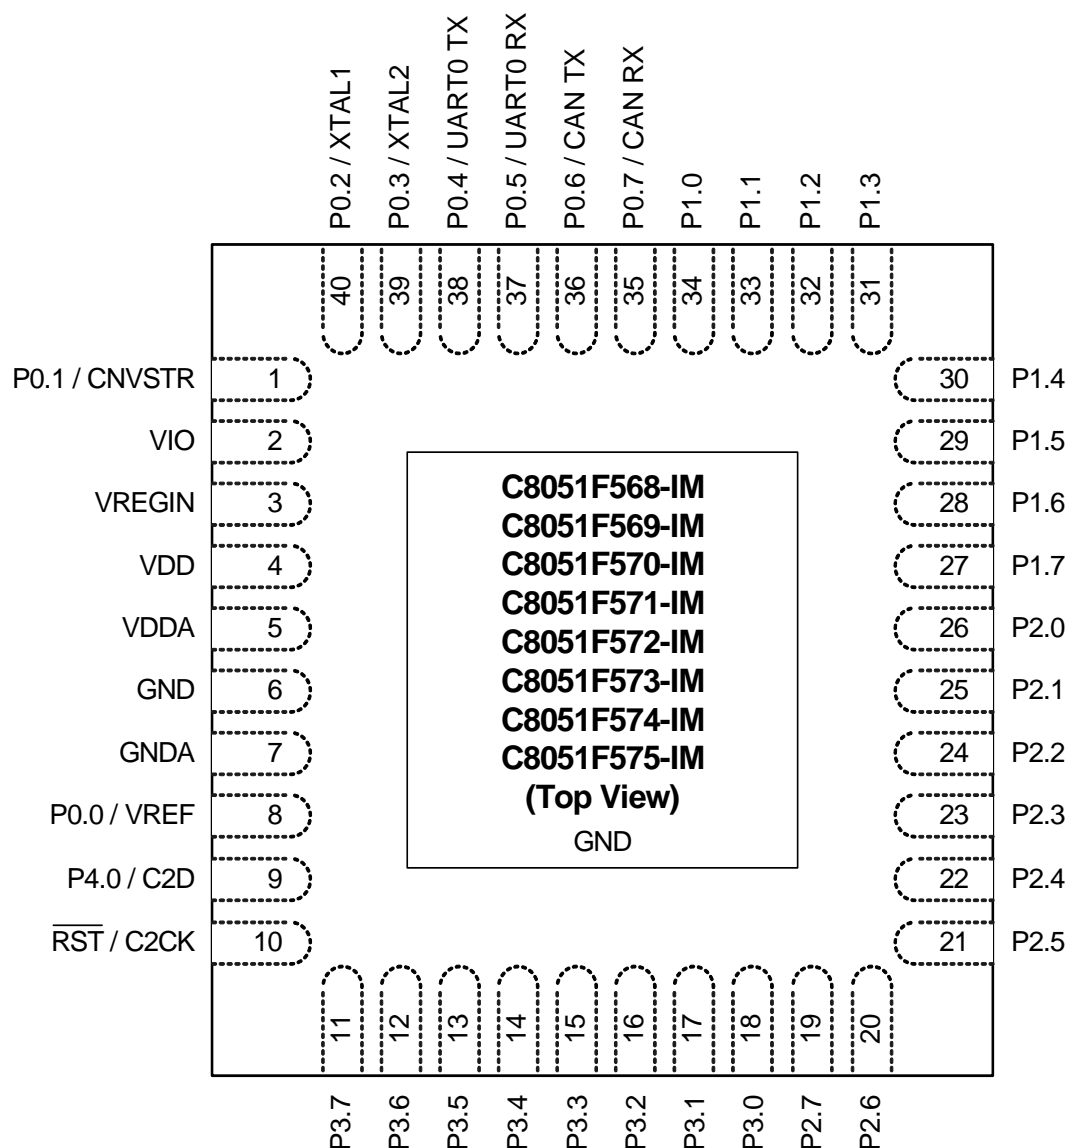 P0.2 / XTAL1
P0.3 / XTAL2
P0.4 / UART0 TX
P0.5 / UART0 RX
P0.6 / CAN TX
P0.7 / CAN RX
P1.0
P1.1
P1.2
P1.3
40
39
38
37
36
35
34
33
32
31
P0.1 / CNVSTR 1
VIO 2
VREGIN 3
VDD 4
VDDA 5
GND 6
GNDA 7
P0.0 / VREF 8
P4.0 / C2D 9
RST / C2CK 10
C8051F568-IM
C8051F569-IM
C8051F570-IM
C8051F571-IM
C8051F572-IM
C8051F573-IM
C8051F574-IM
C8051F575-IM
(Top View)
GND
30 P1.4
29 P1.5
28 P1.6
27 P1.7
26 P2.0
25 P2.1
24 P2.2
23 P2.3
22 P2.4
21 P2.5
11
12
13
14
15
16
17
18
19
20
P3.7
P3.6
P3.5
P3.4
P3.3
P3.2
P3.1
P3.0
P2.7
P2.6